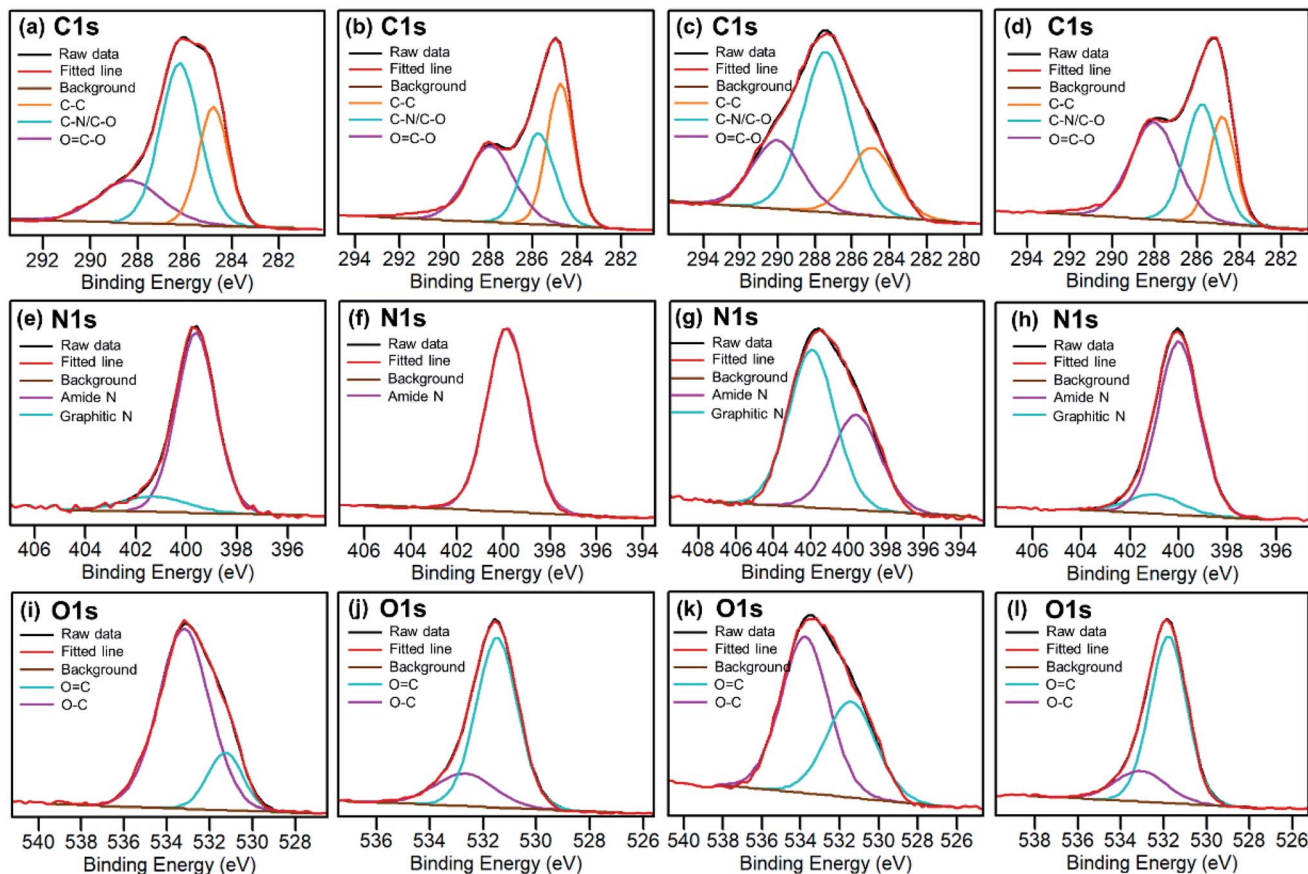 (a) C1s
Raw data
Fitted line
Background
C-C
C-N/C-O
O=C-O
292 290 288 286 284 282
Binding Energy (eV)
(b) C1s
Raw data
Fitted line
Background
C-C
C-N/C-O
O=C-O
294 292 290 288 286 284 282
Binding Energy (eV)
(c) C1s
Raw data
Fitted line
Background
C-C
C-N/C-O
O=C-O
294 292 290 288 286 284 282 280
Binding Energy (eV)
(d) C1s
Raw data
Fitted line
Background
C-C
C-N/C-O
O=C-O
294 292 290 288 286 284 282
Binding Energy (eV)
(e) N1s
Raw data
Fitted line
Background
Amide N
Graphitic N
406 404 402 400 398 396
Binding Energy (eV)
(f) N1s
Raw data
Fitted line
Background
Amide N
406 404 402 400 398 396 394
Binding Energy (eV)
(g) N1s
Raw data
Fitted line
Background
Amide N
Graphitic N
408 406 404 402 400 398 396 394
Binding Energy (eV)
(h) N1s
Raw data
Fitted line
Background
Amide N
Graphitic N
406 404 402 400 398 396
Binding Energy (eV)
(i) O1s
Raw data
Fitted line
Background
O=C
O-C
540 538 536 535 533 532 530 528
Binding Energy (eV)
(j) O1s
Raw data
Fitted line
Background
O=C
O-C
536 534 532 530 528 526
Binding Energy (eV)
(k) O1s
Raw data
Fitted line
Background
O=C
O-C
540 538 536 534 532 530 528 526
Binding Energy (eV)
(l) O1s
Raw data
Fitted line
Background
O=C
O-C
538 536 534 532 530 528 526
Binding Energy (eV)